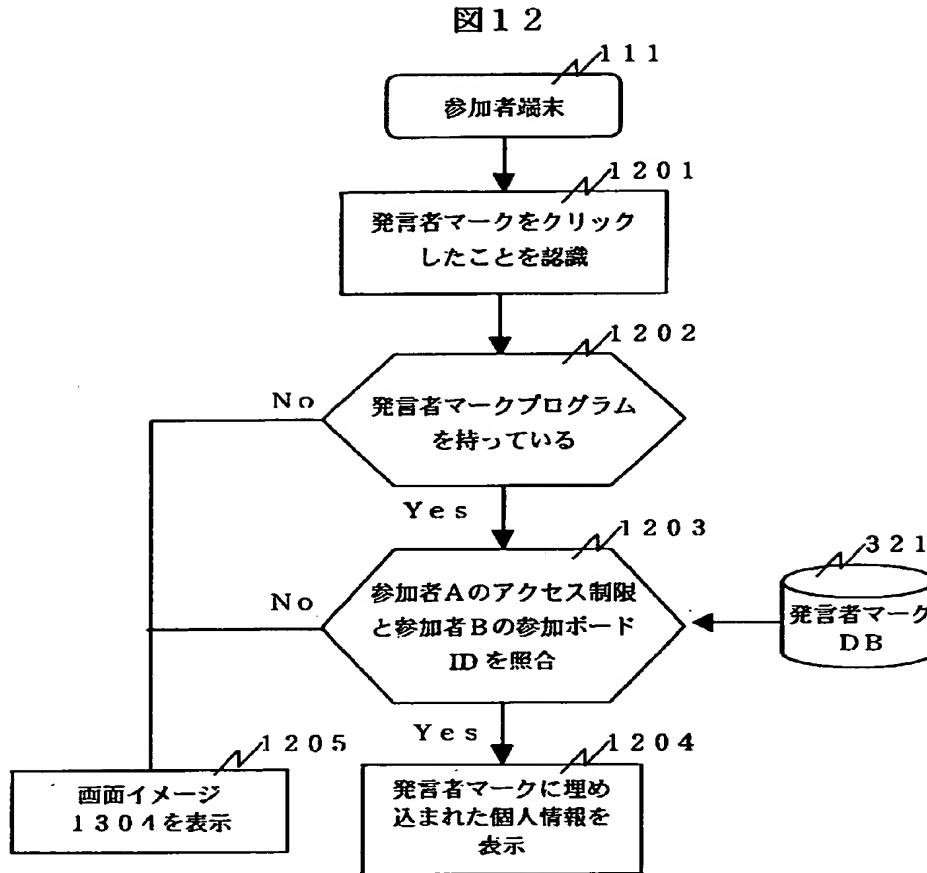 図１２
１１１
参加者端末
１２０１
発言者マークをクリック
したことを認識
１２０２
No
発言者マークプログラム
を持っている
Yes
１２０３
３２１
No
参加者Aのアクセス制限
と参加者Bの参加ボード
IDを照合
発言者マーク
DB
Yes
１２０５
１２０４
画面イメージ
１３０４を表示
発言者マークに埋め
込まれた個人情報を
表示